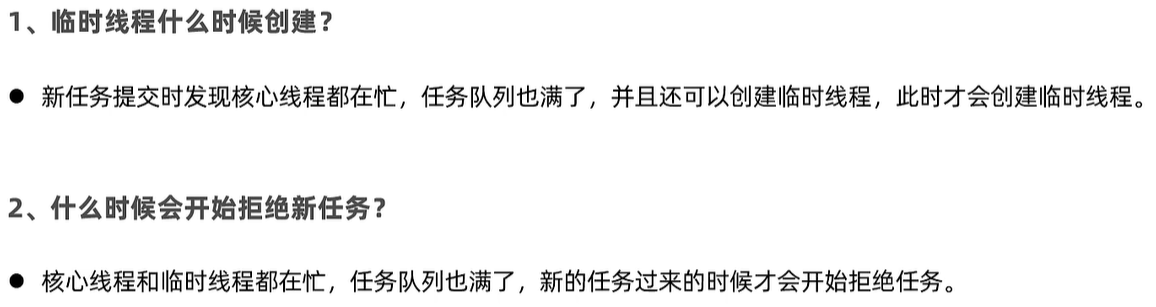 1、临时线程什么时候创建？
● 新任务提交时发现核心线程都在忙，任务队列也满了，并且还可以创建临时线程，此时才会创建临时线程。
2、什么时候会开始拒绝新任务？
● 核心线程和临时线程都在忙，任务队列也满了，新的任务过来的时候才会开始拒绝任务。